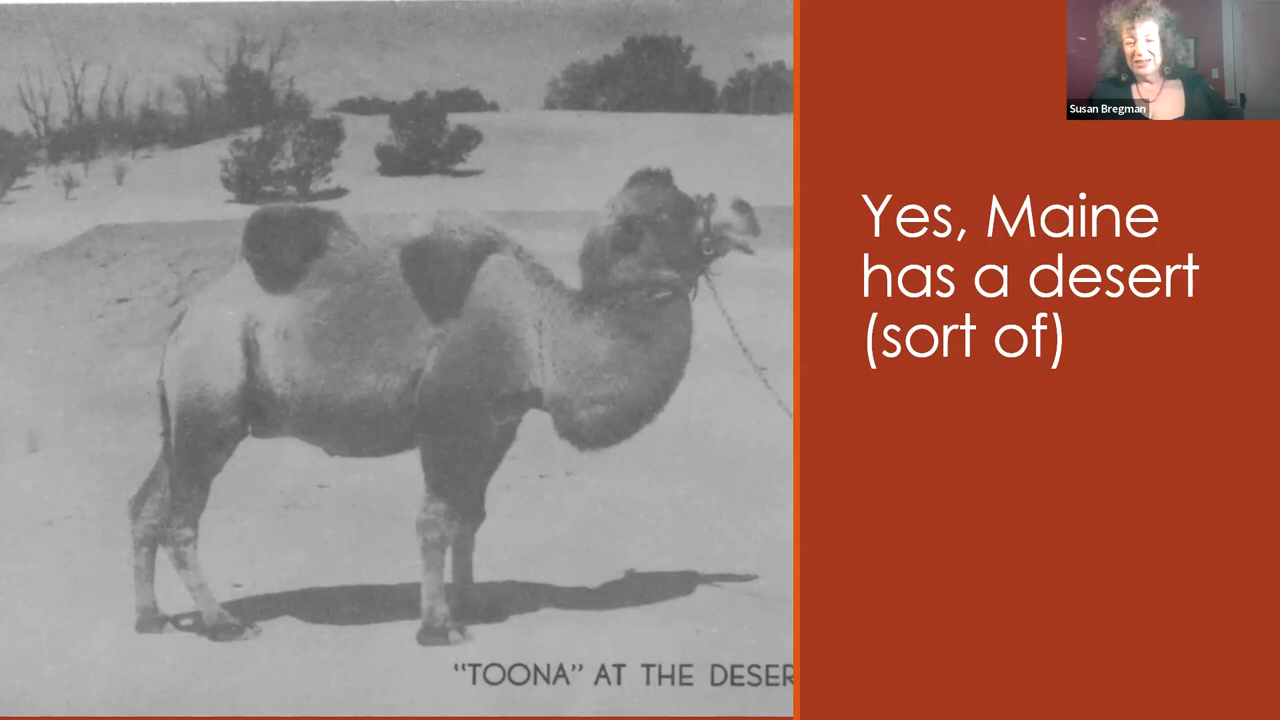 Susan Bregman
Yes, Maine
has a desert
(sort of)
"TOONA" AT THE DESER